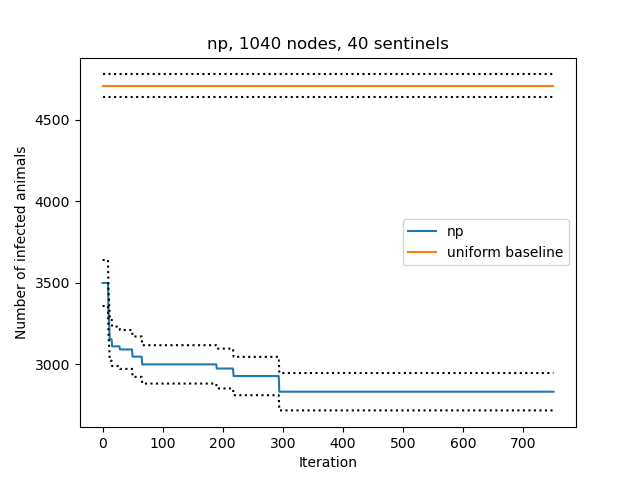 np, 1040 nodes, 40 sentinels
Number of infected animals
4500
4000
3500
3000
np
uniform baseline
0 100 200 300 400 500 600 700
Iteration